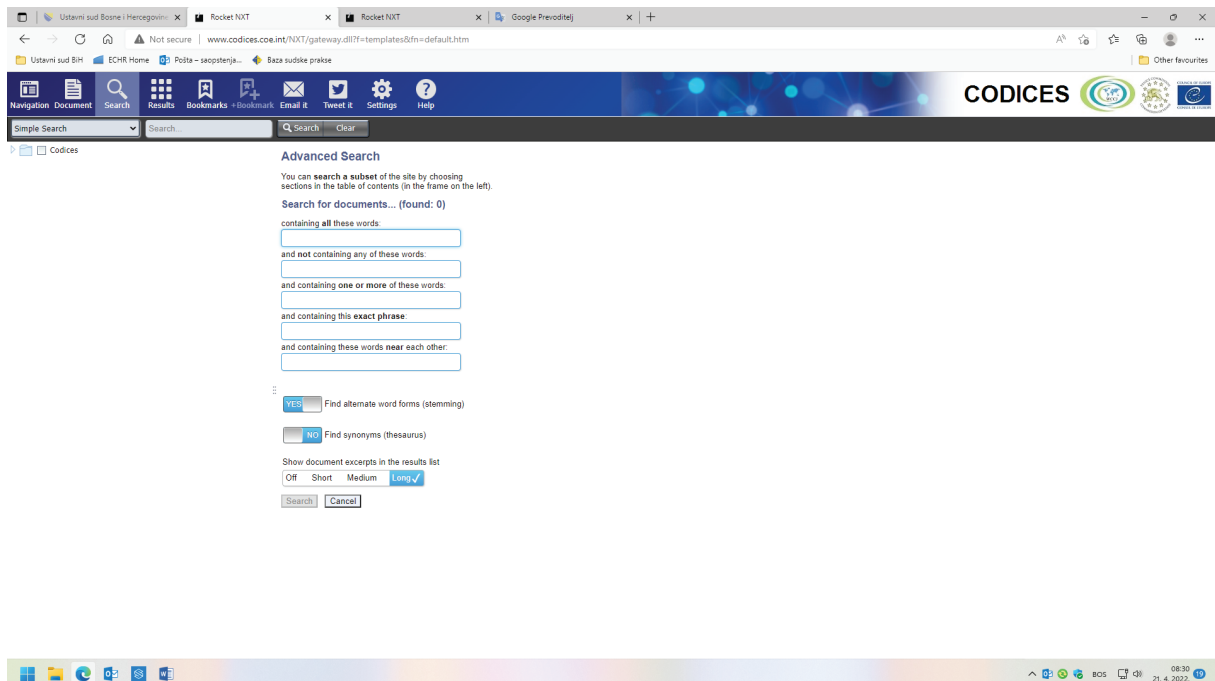 Ustavni sud Bosne i Hercegovine
Rocket NXT
Rocket NXT
Google Prevoditelj
Not secure | www.codices.coe.int/NXT/gateway.dll?f=templates&fn=default.htm
Ustavni sud BiH
ECHR Home
Pošta – saopstenja...
Baza sudske prakse
Other favourites
Navigation Document Search Results Bookmarks +Bookmark Email it Tweet it Settings Help
CODICES
Simple Search
Search...
Search
Clear
Codices
Advanced Search
You can search a subset of the site by choosing
sections in the table of contents (in the frame on the left).
Search for documents... (found: 0)
containing all these words:
and not containing any of these words:
and containing one or more of these words:
and containing this exact phrase:
and containing these words near each other:
YES Find alternate word forms (stemming)
NO Find synonyms (thesaurus)
Show document excerpts in the results list
Off Short Medium Long
Search Cancel
BOS
08:30
21. 4. 2022.
19